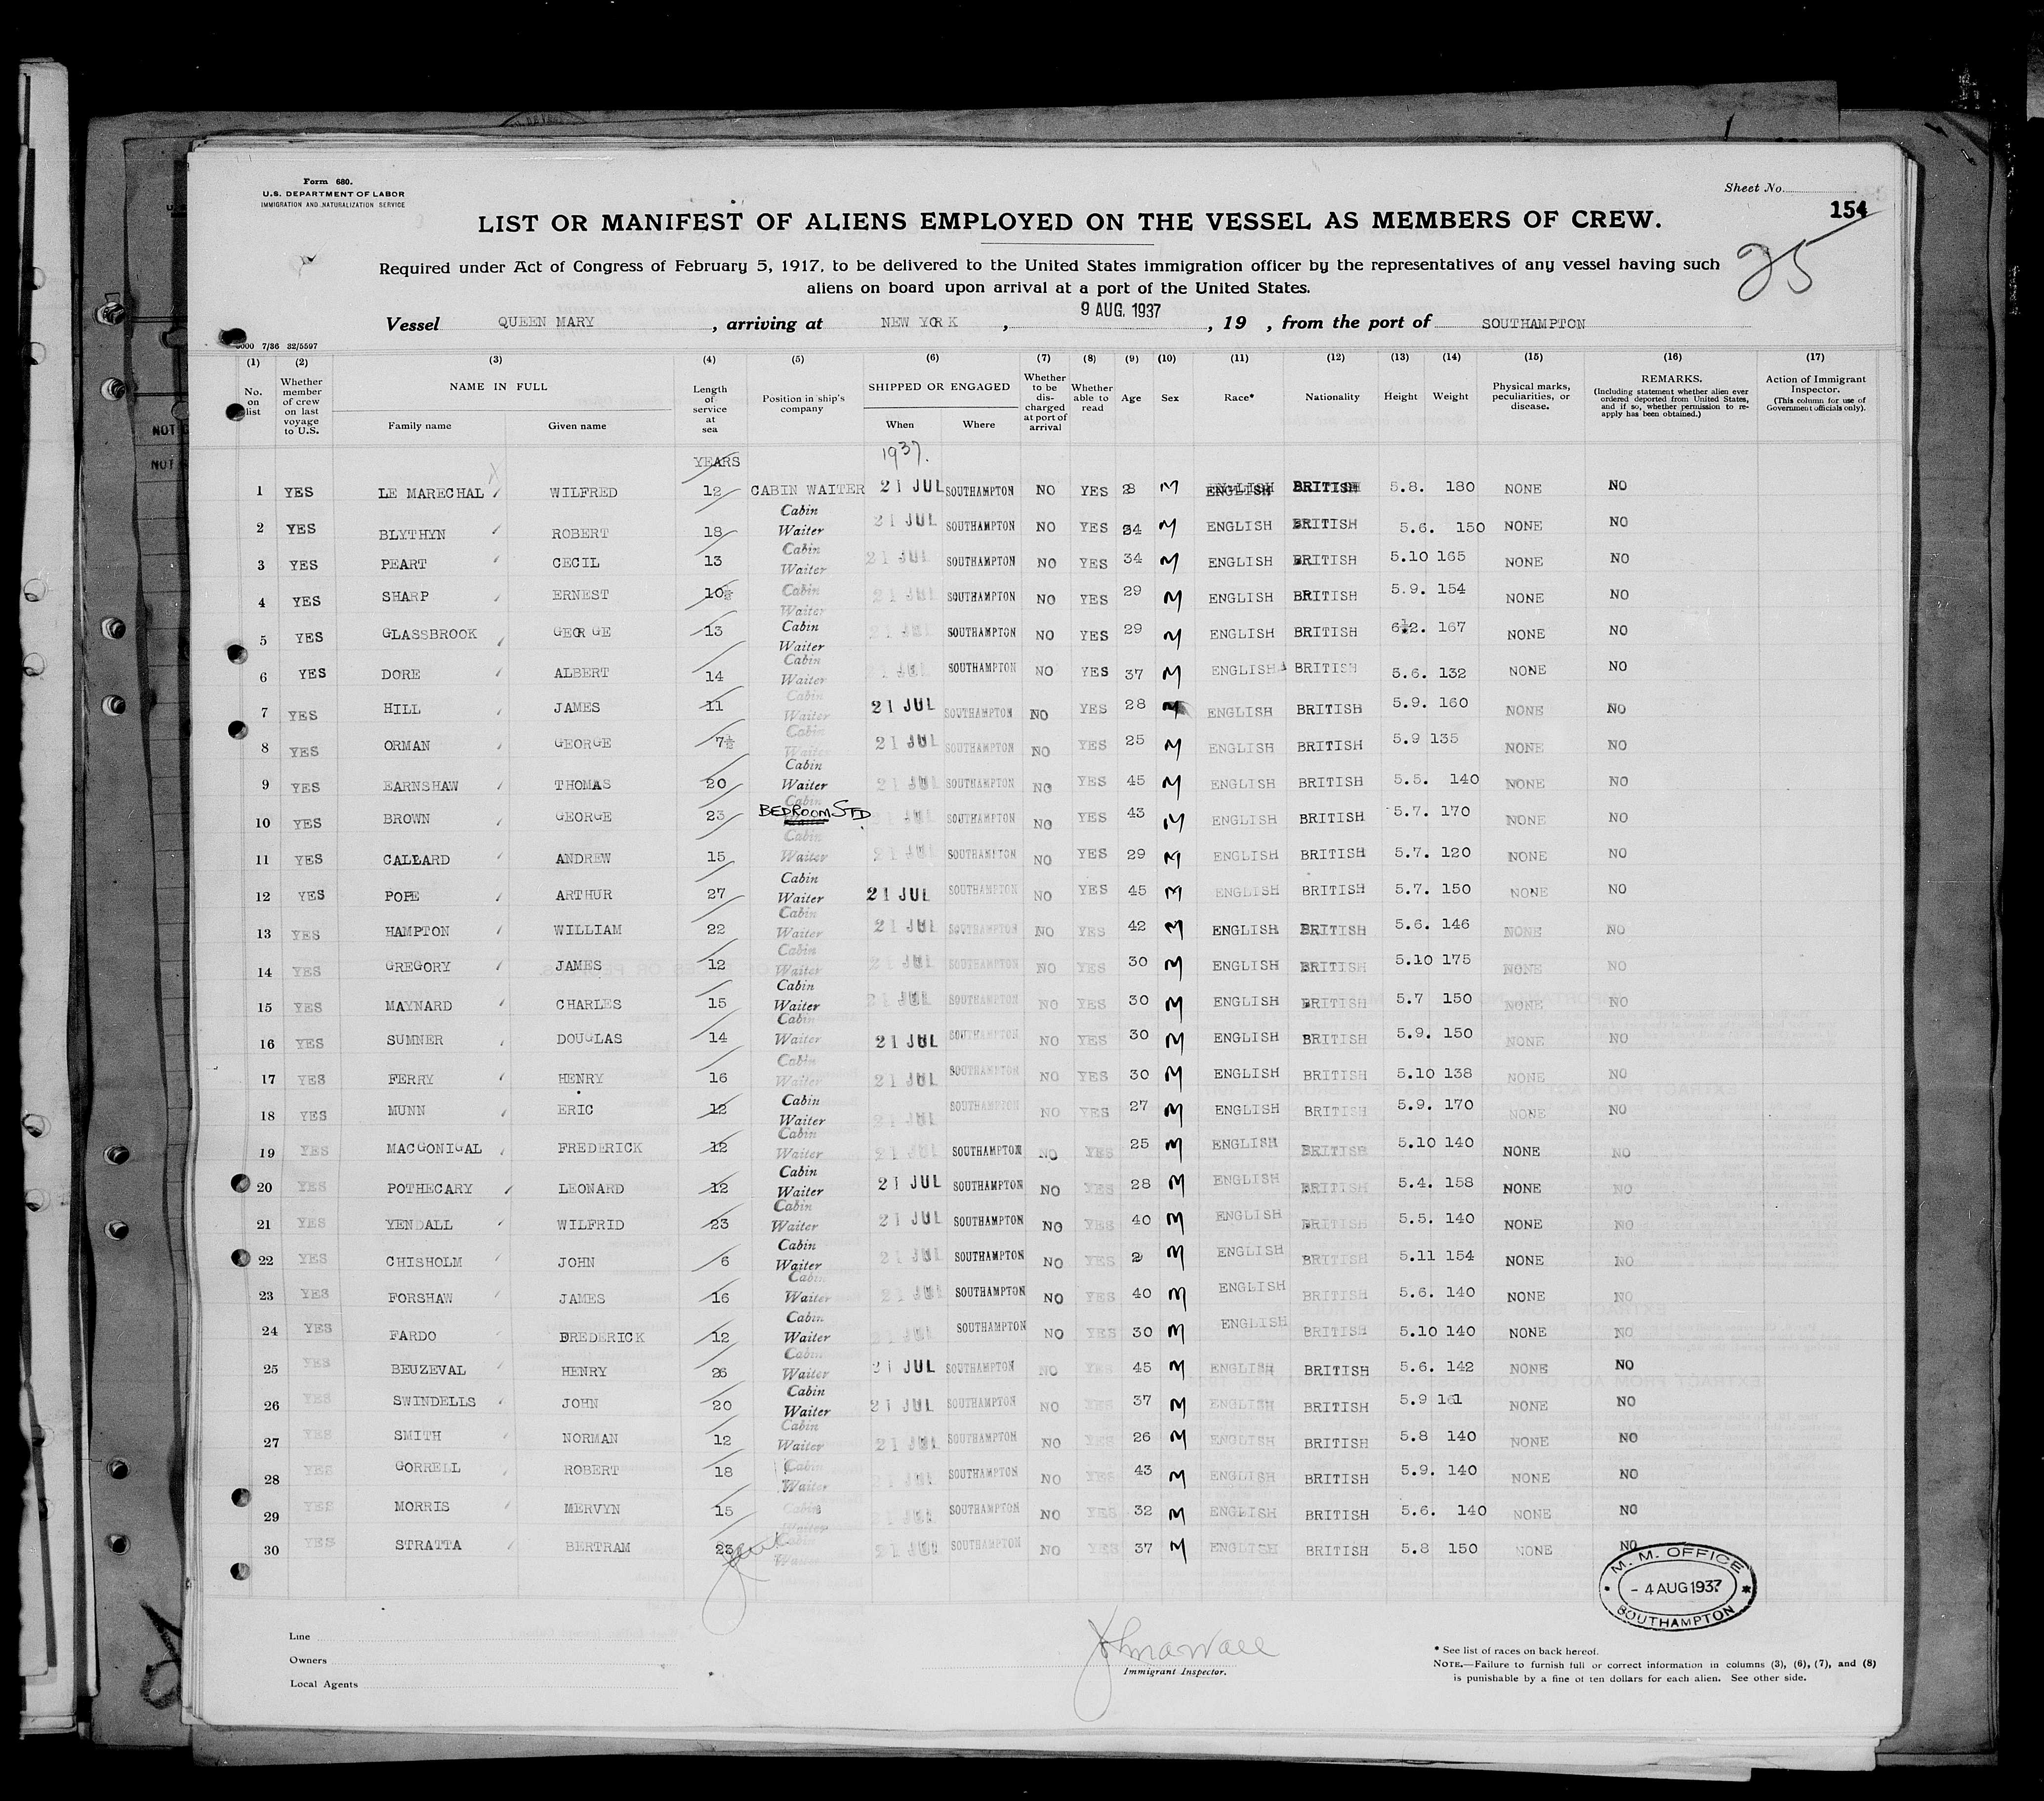 Form 680.
U.S. DEPARTMENT OF LABOR
IMMIGRATION AND NATURALIZATION SERVICE
Sheet No.
154
25
LIST OR MANIFEST OF ALIENS EMPLOYED ON THE VESSEL AS MEMBERS OF CREW.
Required under Act of Congress of February 5, 1917, to be delivered to the United States immigration officer by the representatives of any vessel having such
aliens on board upon arrival at a port of the United States.
Vessel QUEEN MARY, arriving at NEW YORK, 9 AUG. 1937, 19 , from the port of SOUTHAMPTON
7/36 32/5597
(1) (2) (3) (4) (5) (6) (7) (8) (9) (10) (11) (12) (13) (14) (15) (16) (17)
No. on list
Whether member of crew on last voyage to U.S.
NAME IN FULL
Family name Given name
Length of service at sea
Position in ship's company
SHIPPED OR ENGAGED
When Where
Whether to be discharged at port of arrival
Whether able to read
Age
Sex
Race*
Nationality
Height
Weight
Physical marks, peculiarities, or disease.
REMARKS.
(Including statement whether alien ever ordered deported from United States, and if so, whether permission to reapply has been obtained.)
Action of Immigrant Inspector.
(This column for use of Government officials only).
YEARS 1937.
1 YES LE MARECHAL WILFRED 12 CABIN WAITER 21 JUL SOUTHAMPTON NO YES 28 M ENGLISH BRITISH 5.8. 180 NONE NO
2 YES BLYTHYN ROBERT 18 Cabin Waiter 21 JUL SOUTHAMPTON NO YES 34 M ENGLISH BRITISH 5.6. 150 NONE NO
3 YES PEART CECIL 13 Cabin Waiter 21 JUL SOUTHAMPTON NO YES 34 M ENGLISH BRITISH 5.10 165 NONE NO
4 YES SHARP ERNEST 10½ Cabin Waiter 21 JUL SOUTHAMPTON NO YES 29 M ENGLISH BRITISH 5.9. 154 NONE NO
5 YES GLASSBROOK GEORGE 13 Cabin Waiter 21 JUL SOUTHAMPTON NO YES 29 M ENGLISH BRITISH 167 NONE NO
6 YES DORE ALBERT 14 Cabin Waiter 21 JUL SOUTHAMPTON NO YES 37 M ENGLISH BRITISH 5.6. 132 NONE NO
7 YES HILL JAMES 11 Cabin Waiter 21 JUL SOUTHAMPTON NO YES 28 M ENGLISH BRITISH 5.9. 160 NONE NO
8 YES ORMAN GEORGE 7½ Cabin Waiter 21 JUL SOUTHAMPTON NO YES 25 M ENGLISH BRITISH 5.9 135 NONE NO
9 YES EARNSHAW THOMAS 20 Cabin Waiter 21 JUL SOUTHAMPTON NO YES 45 M ENGLISH BRITISH 5.5. 140 NONE NO
10 YES BROWN GEORGE 23 Cabin BEDROOM STD. JUL SOUTHAMPTON NO YES 43 M ENGLISH BRITISH 5.7. 170 NONE NO
11 YES CALLARD ANDREW 15 Cabin Waiter 21 JUL SOUTHAMPTON NO YES 29 M ENGLISH BRITISH 5.7. 120 NONE NO
12 YES POPE ARTHUR 27 Cabin Waiter 21 JUL SOUTHAMPTON NO YES 45 M ENGLISH BRITISH 5.7. 150 NONE NO
13 YES HAMPTON WILLIAM 22 Cabin Waiter 21 JUL SOUTHAMPTON NO YES 42 M ENGLISH BRITISH 5.6. 146 NONE NO
14 YES GREGORY JAMES 12 Cabin Waiter 21 JUL SOUTHAMPTON NO YES 30 M ENGLISH BRITISH 5.10 175 NONE NO
15 YES MAYNARD CHARLES 15 Cabin Waiter 21 JUL SOUTHAMPTON NO YES 30 M ENGLISH BRITISH 5.7 150 NONE NO
16 YES SUMNER DOUGLAS 14 Cabin Waiter 21 JUL SOUTHAMPTON NO YES 30 M ENGLISH BRITISH 5.9. 150 NONE NO
17 YES FERRY HENRY 16 Cabin Waiter 21 JUL SOUTHAMPTON NO YES 30 M ENGLISH BRITISH 5.10 138 NONE NO
18 YES MUNN ERIC 12 Cabin Waiter 21 JUL SOUTHAMPTON NO YES 27 M ENGLISH BRITISH 5.9. 170 NONE NO
19 YES MACGONIGAL FREDERICK 12 Cabin Waiter 21 JUL SOUTHAMPTON NO YES 25 M ENGLISH BRITISH 5.10 140 NONE NO
20 YES POTHECARY LEONARD 12 Cabin Waiter 21 JUL SOUTHAMPTON NO YES 28 M ENGLISH BRITISH 5.4. 158 NONE NO
21 YES YENDALL WILFRID 23 Cabin Waiter 21 JUL SOUTHAMPTON NO YES 40 M ENGLISH BRITISH 5.5. 140 NONE NO
22 YES CHISHOLM JOHN 6 Cabin Waiter 21 JUL SOUTHAMPTON NO YES M ENGLISH BRITISH 5.11 154 NONE NO
23 YES FORSHAW JAMES 16 Cabin Waiter 21 JUL SOUTHAMPTON NO YES 40 M ENGLISH BRITISH 5.6. 140 NONE NO
24 YES FARDO FREDERICK 12 Cabin Waiter 21 JUL SOUTHAMPTON NO YES 30 M ENGLISH BRITISH 5.10 140 NONE NO
25 YES BEUZEVAL HENRY 26 Cabin Waiter 21 JUL SOUTHAMPTON NO YES 45 M ENGLISH BRITISH 5.6. 142 NONE NO
26 YES SWINDELLS JOHN 20 Cabin Waiter 21 JUL SOUTHAMPTON NO YES 37 M ENGLISH BRITISH 5.9 161 NONE NO
27 YES SMITH NORMAN 12 Cabin Waiter 21 JUL SOUTHAMPTON NO YES 26 M ENGLISH BRITISH 5.8 140 NONE NO
28 YES GORRELL ROBERT 18 Cabin Waiter 21 JUL SOUTHAMPTON NO YES 43 M ENGLISH BRITISH 5.9. 140 NONE NO
29 YES MORRIS MERVYN 15 Cabin Waiter 21 JUL SOUTHAMPTON NO YES 32 M ENGLISH BRITISH 5.6. 140 NONE NO
30 YES STRATTA BERTRAM 23 Cabin Waiter 21 JUL SOUTHAMPTON NO YES 37 M ENGLISH BRITISH 5.8 150 NONE NO
M. M. OFFICE
- 4 AUG 1937 *
SOUTHAMPTON
Line
Owners
Local Agents
Immigrant Inspector.
* See list of races on back hereof.
NOTE.—Failure to furnish full or correct information in columns (3), (6), (7), and (8)
is punishable by a fine of ten dollars for each alien. See other side.